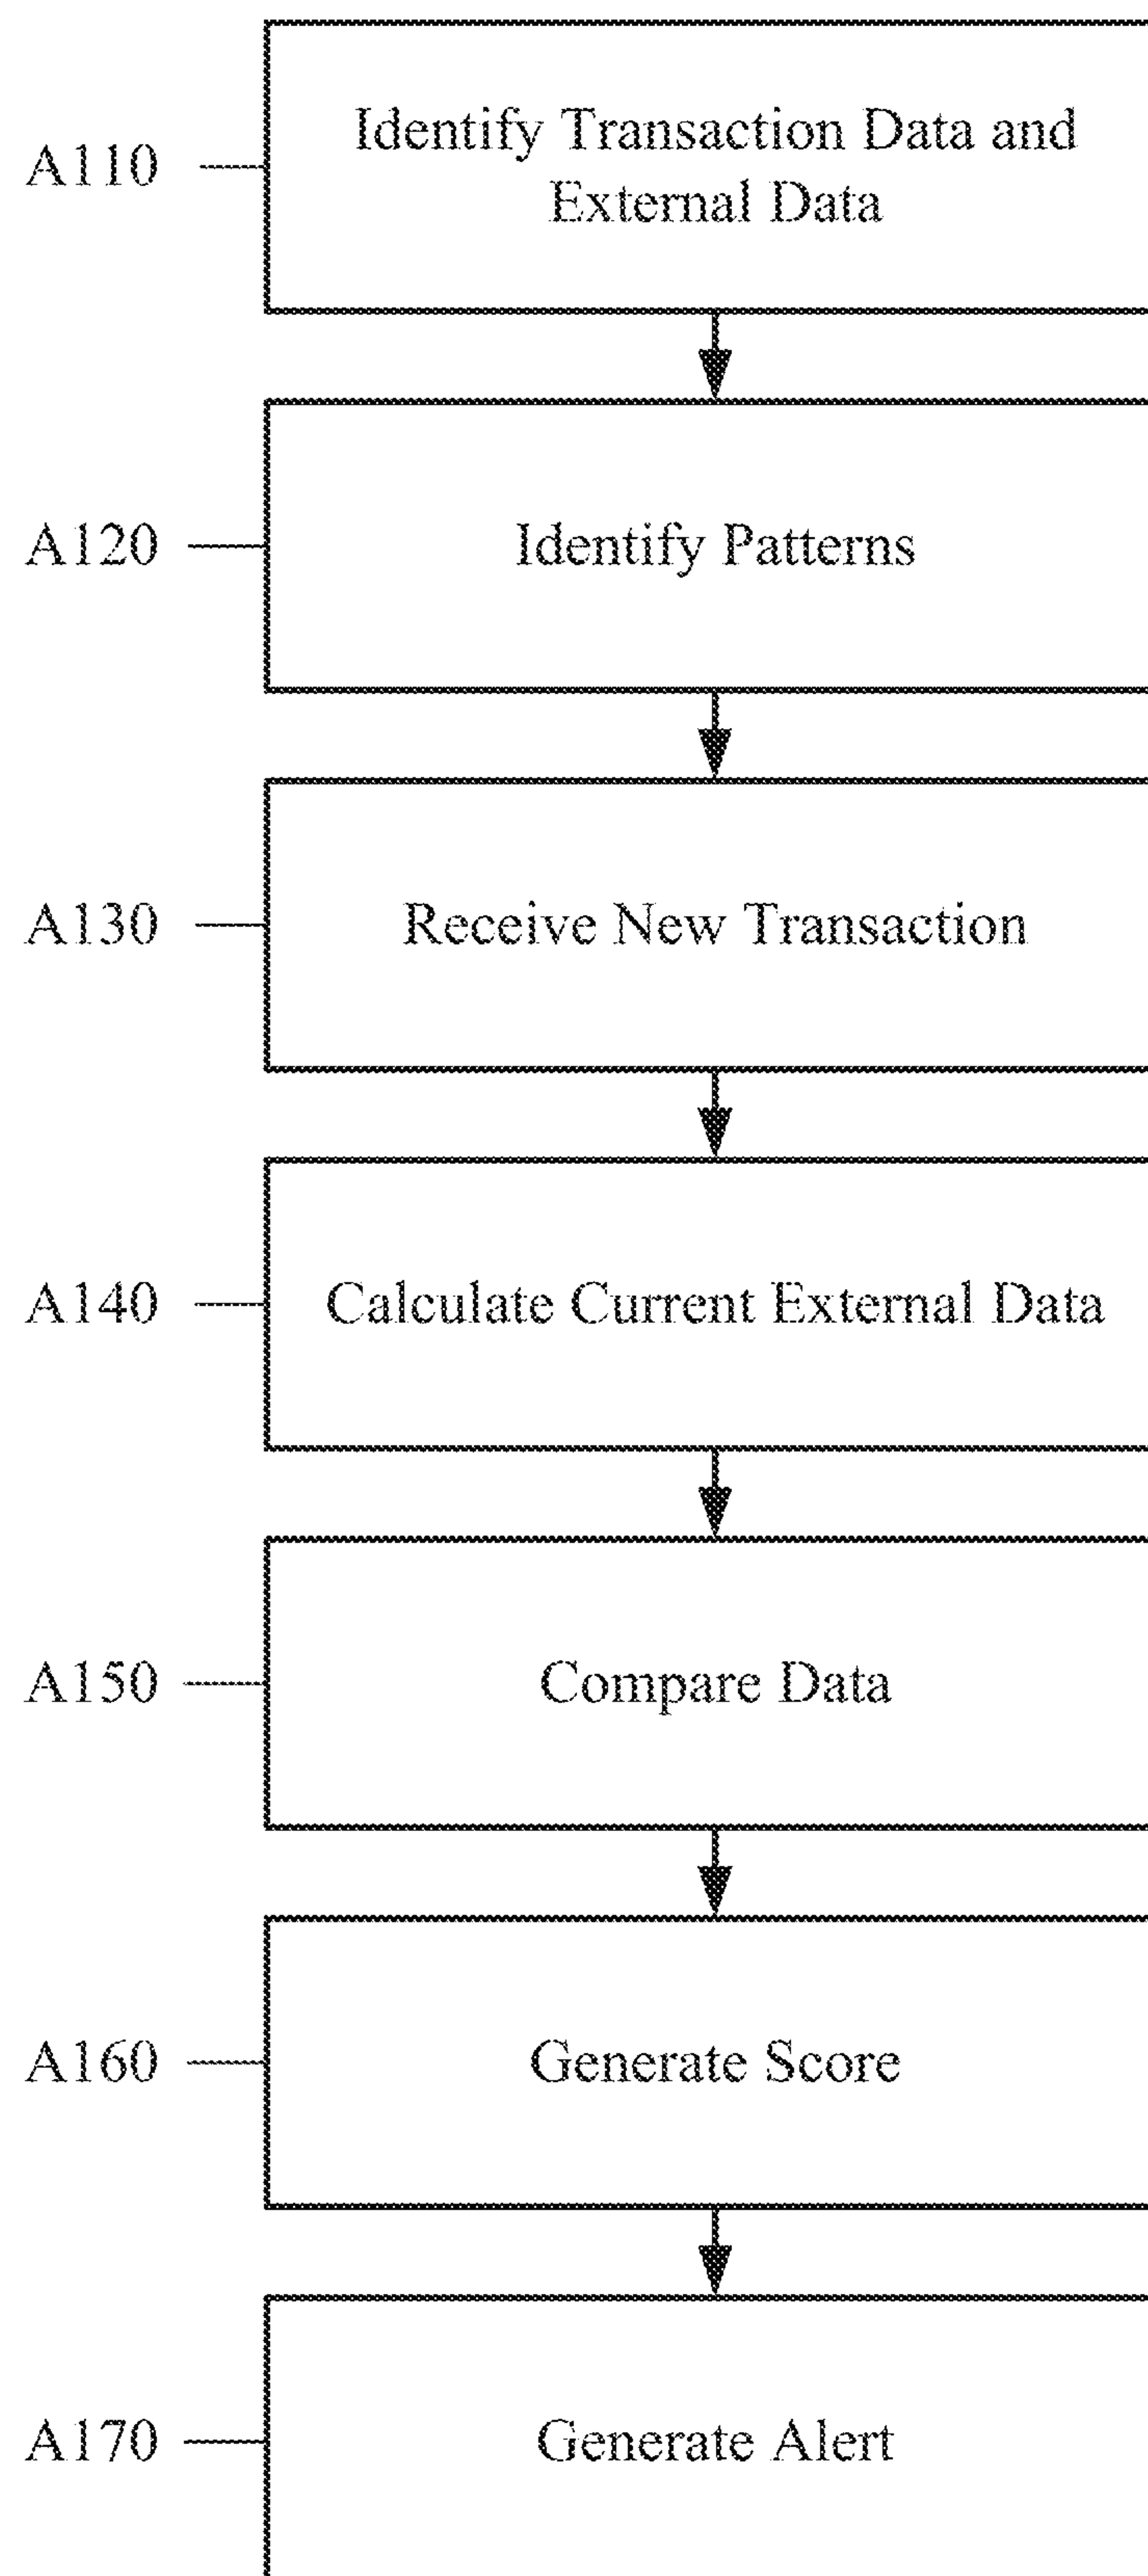 A110
Identify Transaction Data and
External Data
A120
Identify Patterns
A130
Receive New Transaction
A140
Calculate Current External Data
A150
Compare Data
A160
Generate Score
A170
Generate Alert